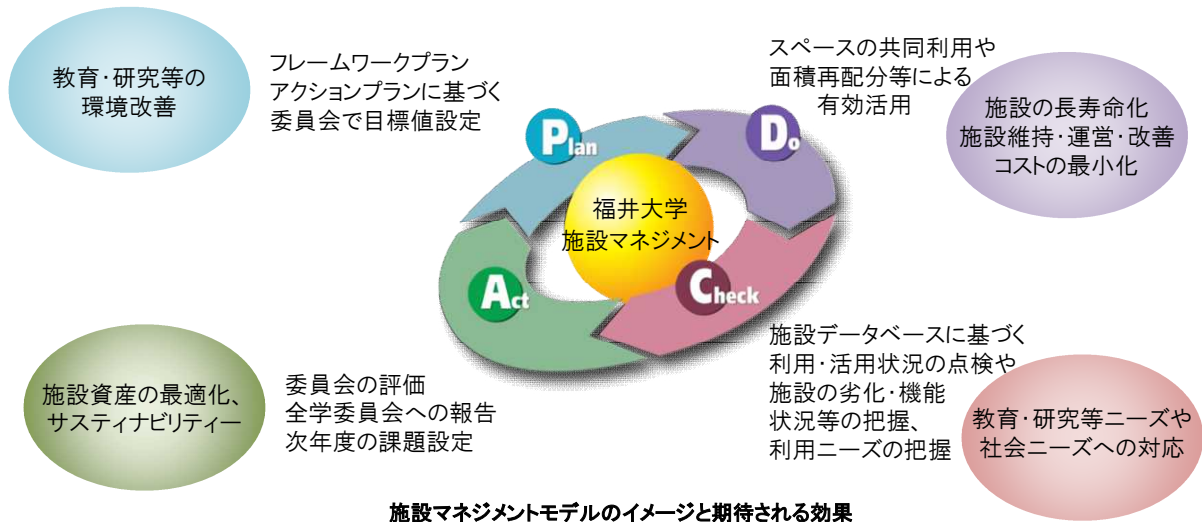 教育・研究等の
環境改善
フレームワークプラン
アクションプランに基づく
委員会で目標値設定
Plan
スペースの共同利用や
面積再配分等による
有効活用
Do
施設の長寿命化
施設維持・運営・改善
コストの最小化
福井大学
施設マネジメント
Act
Check
施設資産の最適化、
サスティナビリティー
委員会の評価
全学委員会への報告
次年度の課題設定
施設データベースに基づく
利用・活用状況の点検や
施設の劣化・機能
状況等の把握、
利用ニーズの把握
教育・研究等ニーズや
社会ニーズへの対応
施設マネジメントモデルのイメージと期待される効果